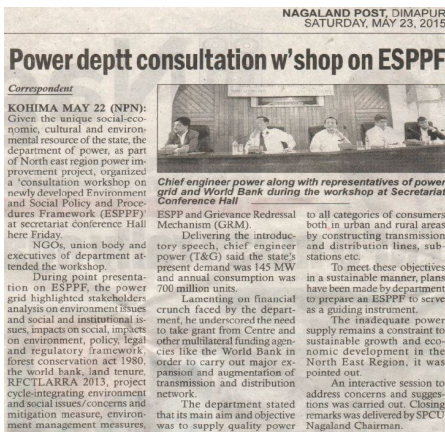 NAGALAND POST, DIMAPUR
SATURDAY, MAY 23, 2015
Power deptt consultation w'shop on ESPPF
Correspondent
KOHIMA MAY 22 (NPN):
Given the unique social-eco-
nomic, cultural and environ-
mental resource of the state, the
department of power, as part
of North east region power im-
provement project, organized
a 'consultation workshop on
newly developed Environment
and Social Policy and Proce-
dures Framework (ESPPF)'
at secretariat conference Hall
here Friday.
NGOs, union body and
executives of department at-
tended the workshop.
During point presenta-
tion on ESPPF, the power
grid highlighted stakeholders
analysis on environment issues
and social and institutional is-
sues, impacts on social, impacts
on environment, policy, legal
and regulatory framework,
forest conservation act 1980,
the world bank, land tenure,
RFCTLARRA 2013, project
cycle-integrating environment
and social issues/concerns and
mitigation measure, environ-
ment management measures,
Chief engineer power along with representatives of power
grid and World Bank during the workshop at Secretariat
Conference Hall
ESPP and Grievance Redressal
Mechanism (GRM).
Delivering the introduc-
tory speech, chief engineer
power (T&G) said the state's
present demand was 145 MW
and annual consumption was
700 million units.
Lamenting on financial
crunch faced by the depart-
ment, he underscored the need
to take grant from Centre and
other multilateral funding agen-
cies like the World Bank in
order to carry out major ex-
pansion and augmentation of
transmission and distribution
network.
The department stated
that its main aim and objective
was to supply quality power
to all categories of consumers
both in urban and rural areas
by constructing transmission
and distribution lines, sub-
stations etc.
To meet these objectives
in a sustainable manner, plans
have been made by department
to prepare an ESPPF to serve
as a guiding instrument.
The inadequate power
supply remains a constraint to
sustainable growth and eco-
nomic development in the
North East Region, it was
pointed out.
An interactive session to
address concerns and sugges-
tions was carried out. Closing
remarks was delivered by SPCU
Nagaland Chairman.